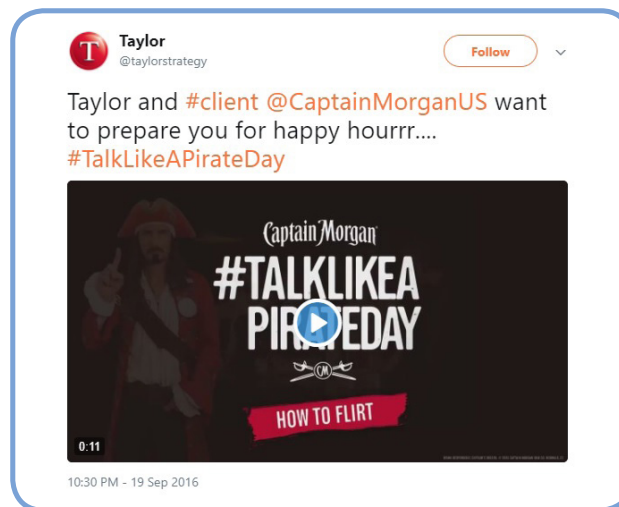 T
Taylor
@taylorstrategy
Follow
Taylor and #client @CaptainMorganUS want
to prepare you for happy hourrr....
#TalkLikeAPirateDay
Captain Morgan
#TALKLIKEA
PIRATEDAY
CM
HOW TO FLIRT
0:11
10:30 PM - 19 Sep 2016